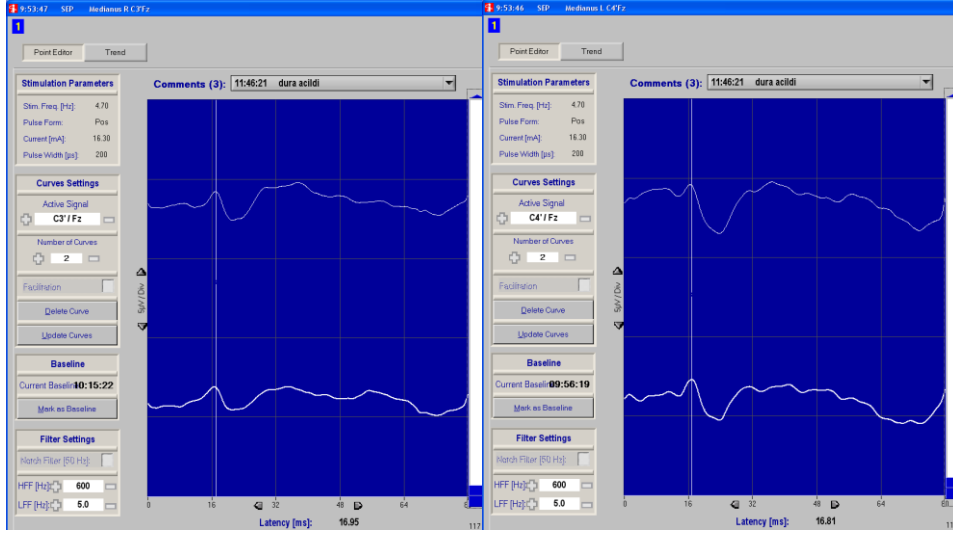 9:53:47 SEP Medianus R C3'Fz
1
Point Editor Trend
Stimulation Parameters
Stim. Freq. [Hz]: 4.70
Pulse Form: Pos
Current [mA]: 16.30
Pulse Width [µs]: 200
Comments (3): 11:46:21 dura acildi
Curves Settings
Active Signal
C3' / Fz
Number of Curves
2
Facilitation
Delete Curve
Update Curves
5µV/Div
Baseline
Current Baselin 10:15:22
Mark as Baseline
Filter Settings
Notch Filter [50 Hz]:
HFF [Hz]: 600
LFF [Hz]: 5.0
0 16 32 48 64
Latency [ms]: 16.95
117
9:53:46 SEP Medianus L C4'Fz
1
Point Editor Trend
Stimulation Parameters
Stim. Freq. [Hz]: 4.70
Pulse Form: Pos
Current [mA]: 16.30
Pulse Width [µs]: 200
Comments (3): 11:46:21 dura acildi
Curves Settings
Active Signal
C4' / Fz
Number of Curves
2
Facilitation
Delete Curve
Update Curves
5µV/Div
Baseline
Current Baselin 09:56:19
Mark as Baseline
Filter Settings
Notch Filter [50 Hz]:
HFF [Hz]: 600
LFF [Hz]: 5.0
0 16 32 48 64
Latency [ms]: 16.81
11